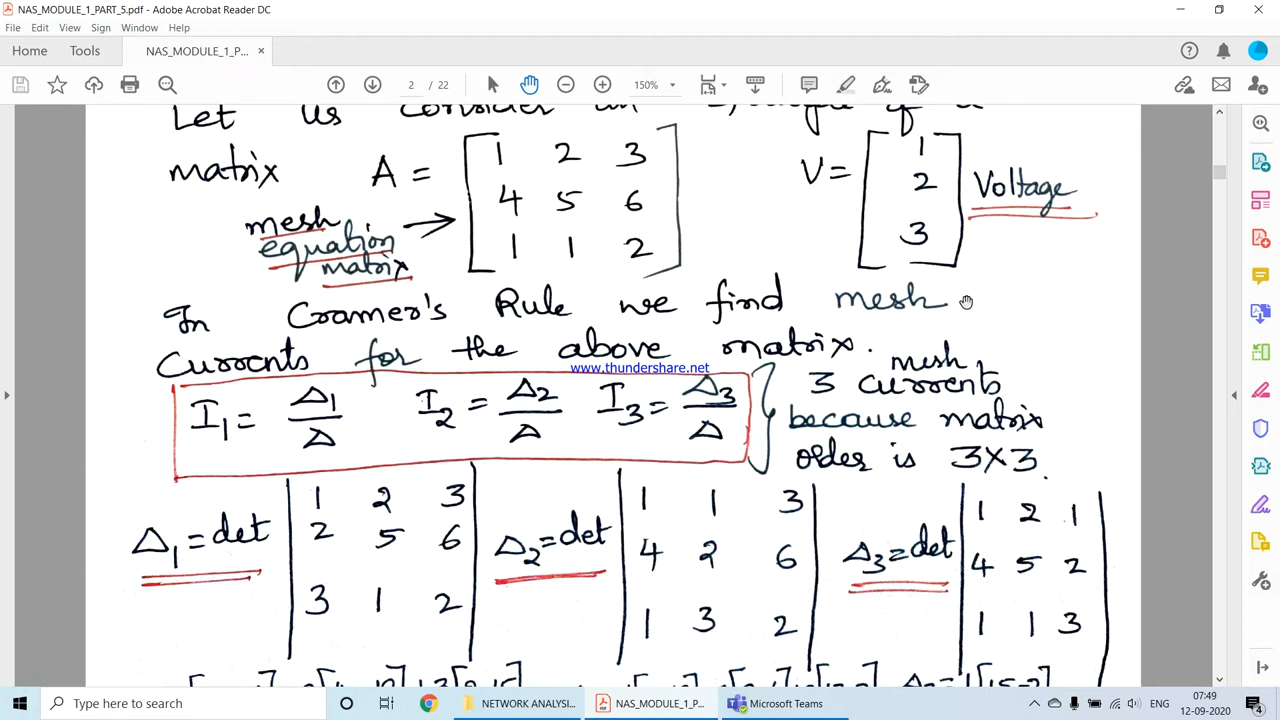 NAS_MODULE_1_PART_5.pdf - Adobe Acrobat Reader DC
File Edit View Sign Window Help
Home Tools NAS_MODULE_1_P... ×
2 / 22 150%
Let us consider an example of a
matrix A = [1 2 3 V = [1
4 5 6 2 Voltage
1 1 2] 3]
mesh
equation
matrix
In Cramer's Rule we find mesh
Currents for the above matrix.
www.thundershare.net
I1 = Δ1/Δ I2 = Δ2/Δ I3 = Δ3/Δ
mesh
3 currents
because matrix
order is 3X3.
Δ1 = det |1 2 3
2 5 6
3 1 2|
Δ2 = det |1 1 3
4 2 6
1 3 2|
Δ3 = det |1 2 1
4 5 2
1 1 3|
Type here to search
NETWORK ANALYSI...
NAS_MODULE_1_P...
Microsoft Teams
07:49
12-09-2020
4